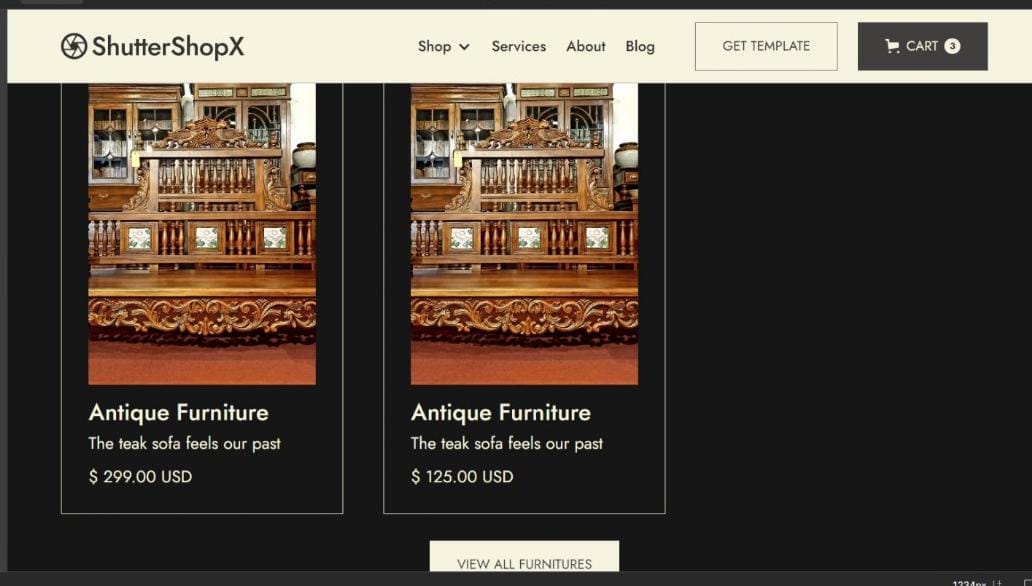 ShutterShopX
Shop
Services
About
Blog
GET TEMPLATE
CART 3
Antique Furniture
The teak sofa feels our past
$ 299.00 USD
Antique Furniture
The teak sofa feels our past
$ 125.00 USD
VIEW ALL FURNITURES